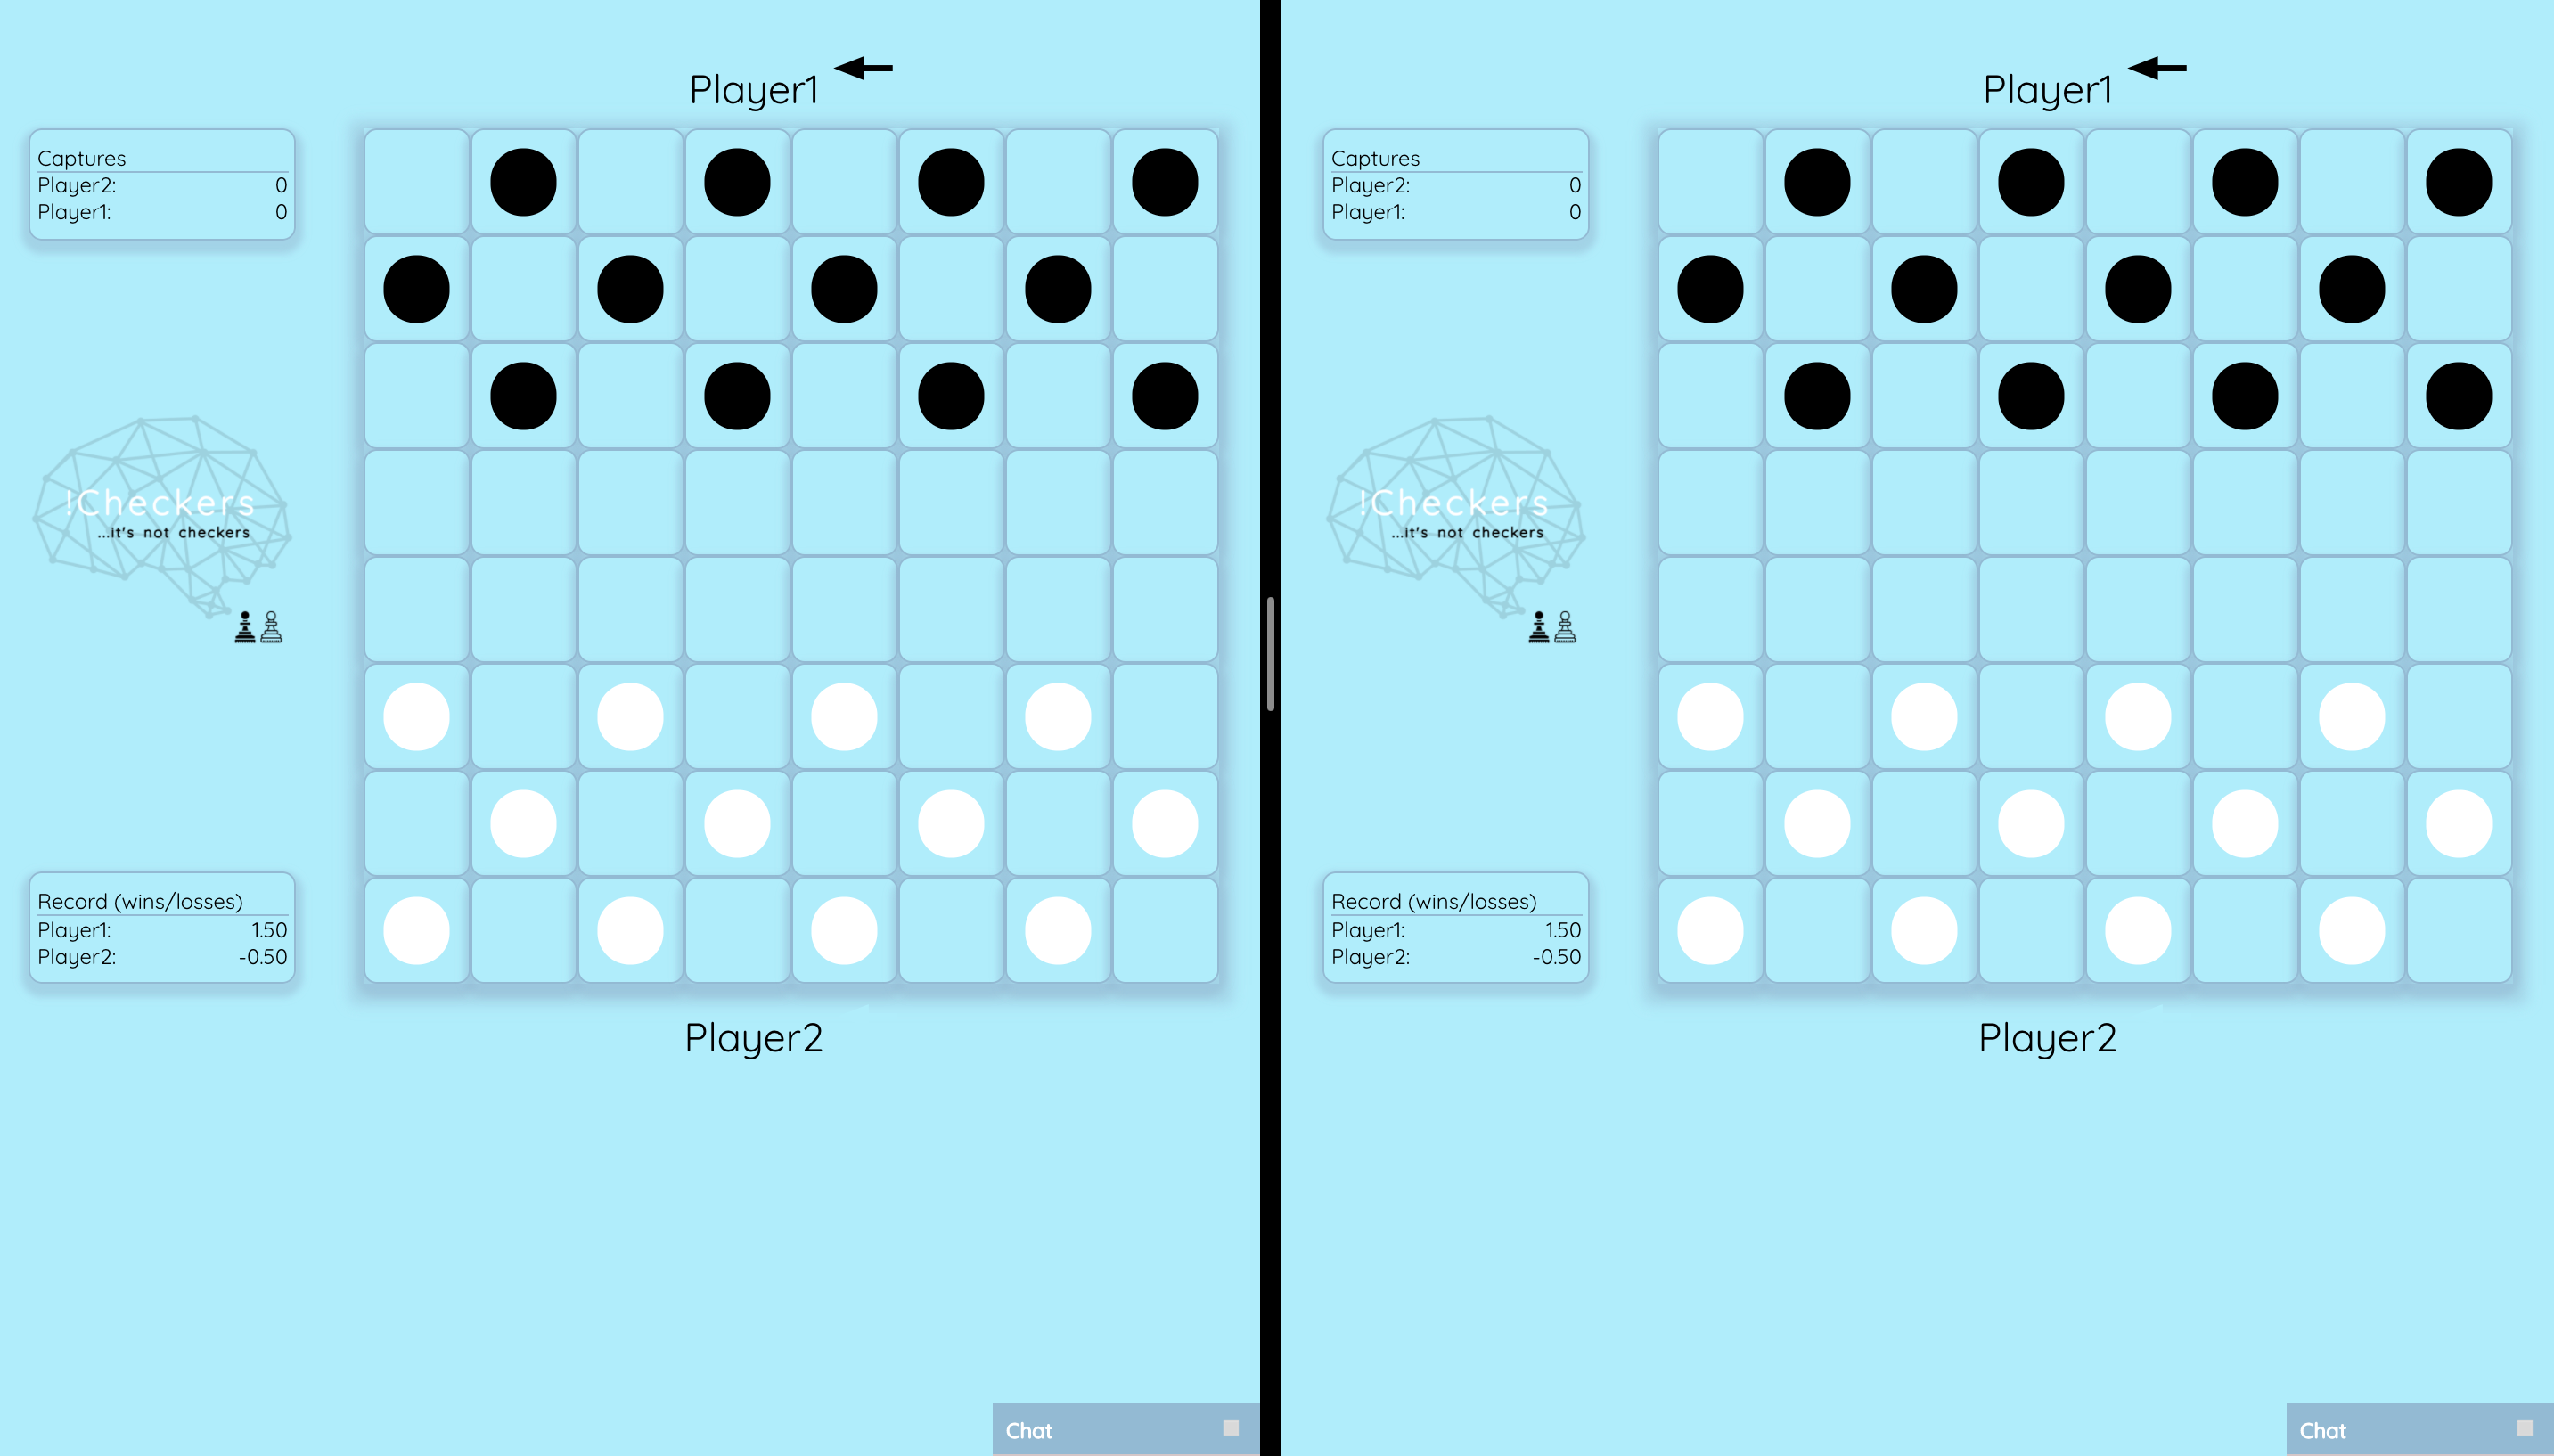 Player1
Captures
Player2: 0
Player1: 0
!Checkers
...it's not checkers
Record (wins/losses)
Player1: 1.50
Player2: -0.50
Player2
Chat
Player1
Captures
Player2: 0
Player1: 0
!Checkers
...it's not checkers
Record (wins/losses)
Player1: 1.50
Player2: -0.50
Player2
Chat